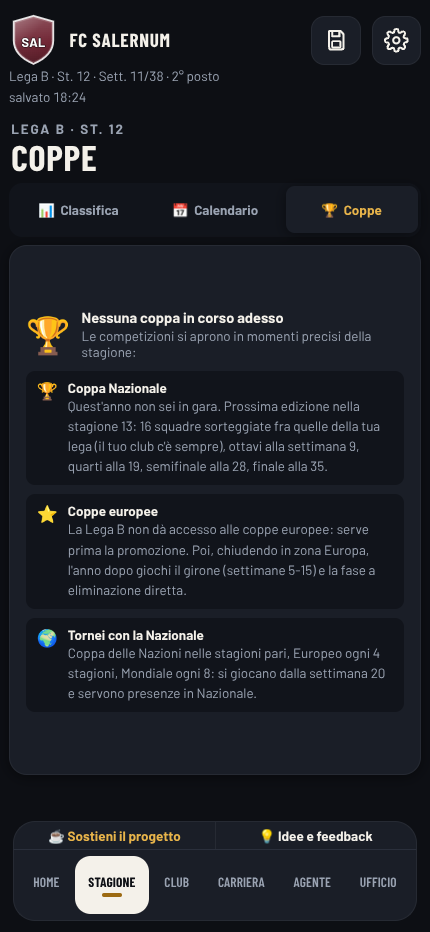 SAL
FC SALERNUM
Lega B · St. 12 · Sett. 11/38 · 2° posto
salvato 18:24
LEGA B · ST. 12
COPPE
📊 Classifica
📅 Calendario
🏆 Coppe
Nessuna coppa in corso adesso
Le competizioni si aprono in momenti precisi della
stagione:
Coppa Nazionale
Quest'anno non sei in gara. Prossima edizione nella
stagione 13: 16 squadre sorteggiate fra quelle della tua
lega (il tuo club c'è sempre), ottavi alla settimana 9,
quarti alla 19, semifinale alla 28, finale alla 35.
Coppe europee
La Lega B non dà accesso alle coppe europee: serve
prima la promozione. Poi, chiudendo in zona Europa,
l'anno dopo giochi il girone (settimane 5-15) e la fase a
eliminazione diretta.
Tornei con la Nazionale
Coppa delle Nazioni nelle stagioni pari, Europeo ogni 4
stagioni, Mondiale ogni 8: si giocano dalla settimana 20
e servono presenze in Nazionale.
☕ Sostieni il progetto
💡 Idee e feedback
HOME
STAGIONE
CLUB
CARRIERA
AGENTE
UFFICIO